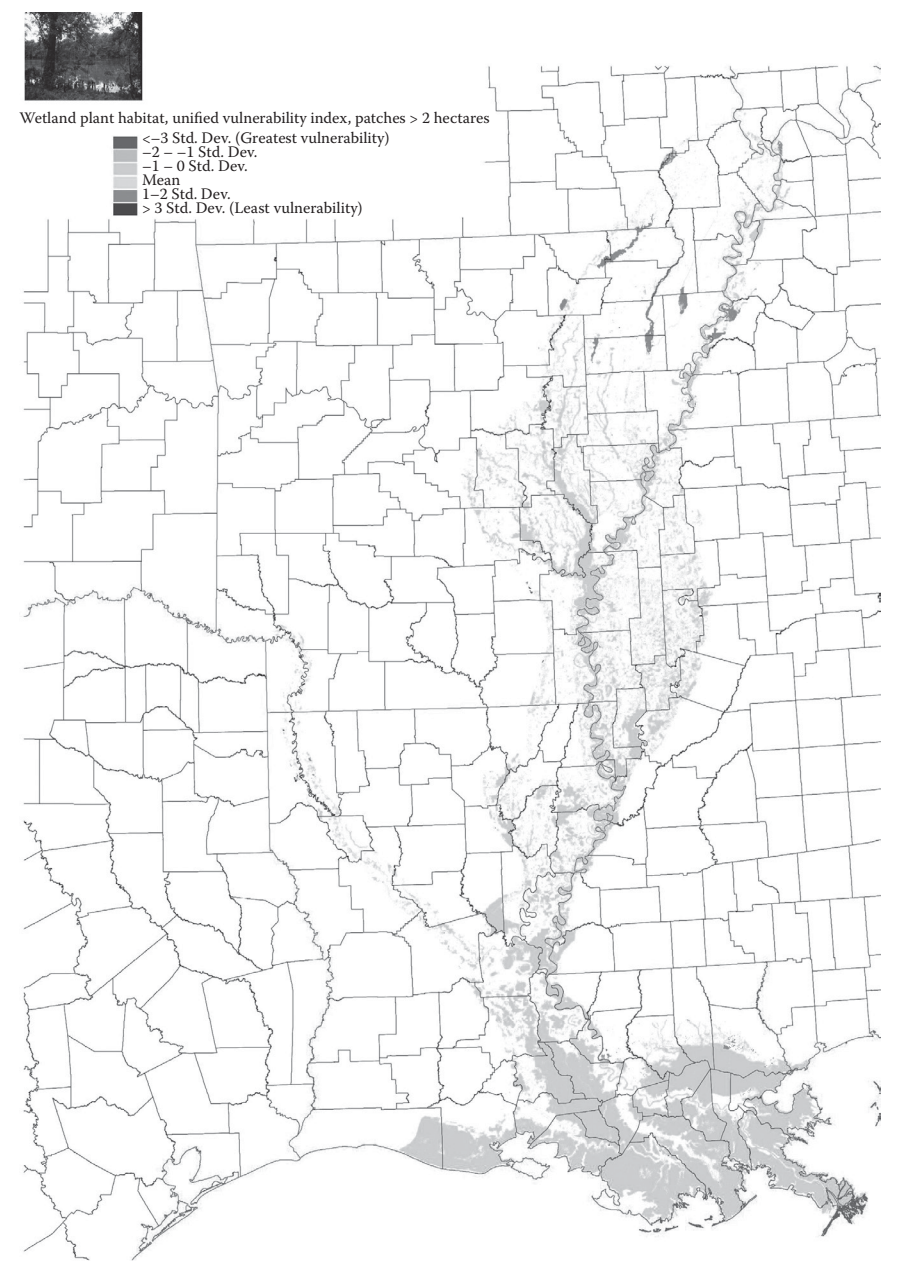 Wetland plant habitat, unified vulnerability index, patches > 2 hectares
<–3 Std. Dev. (Greatest vulnerability)
–2 – –1 Std. Dev.
–1 – 0 Std. Dev.
Mean
1–2 Std. Dev.
> 3 Std. Dev. (Least vulnerability)